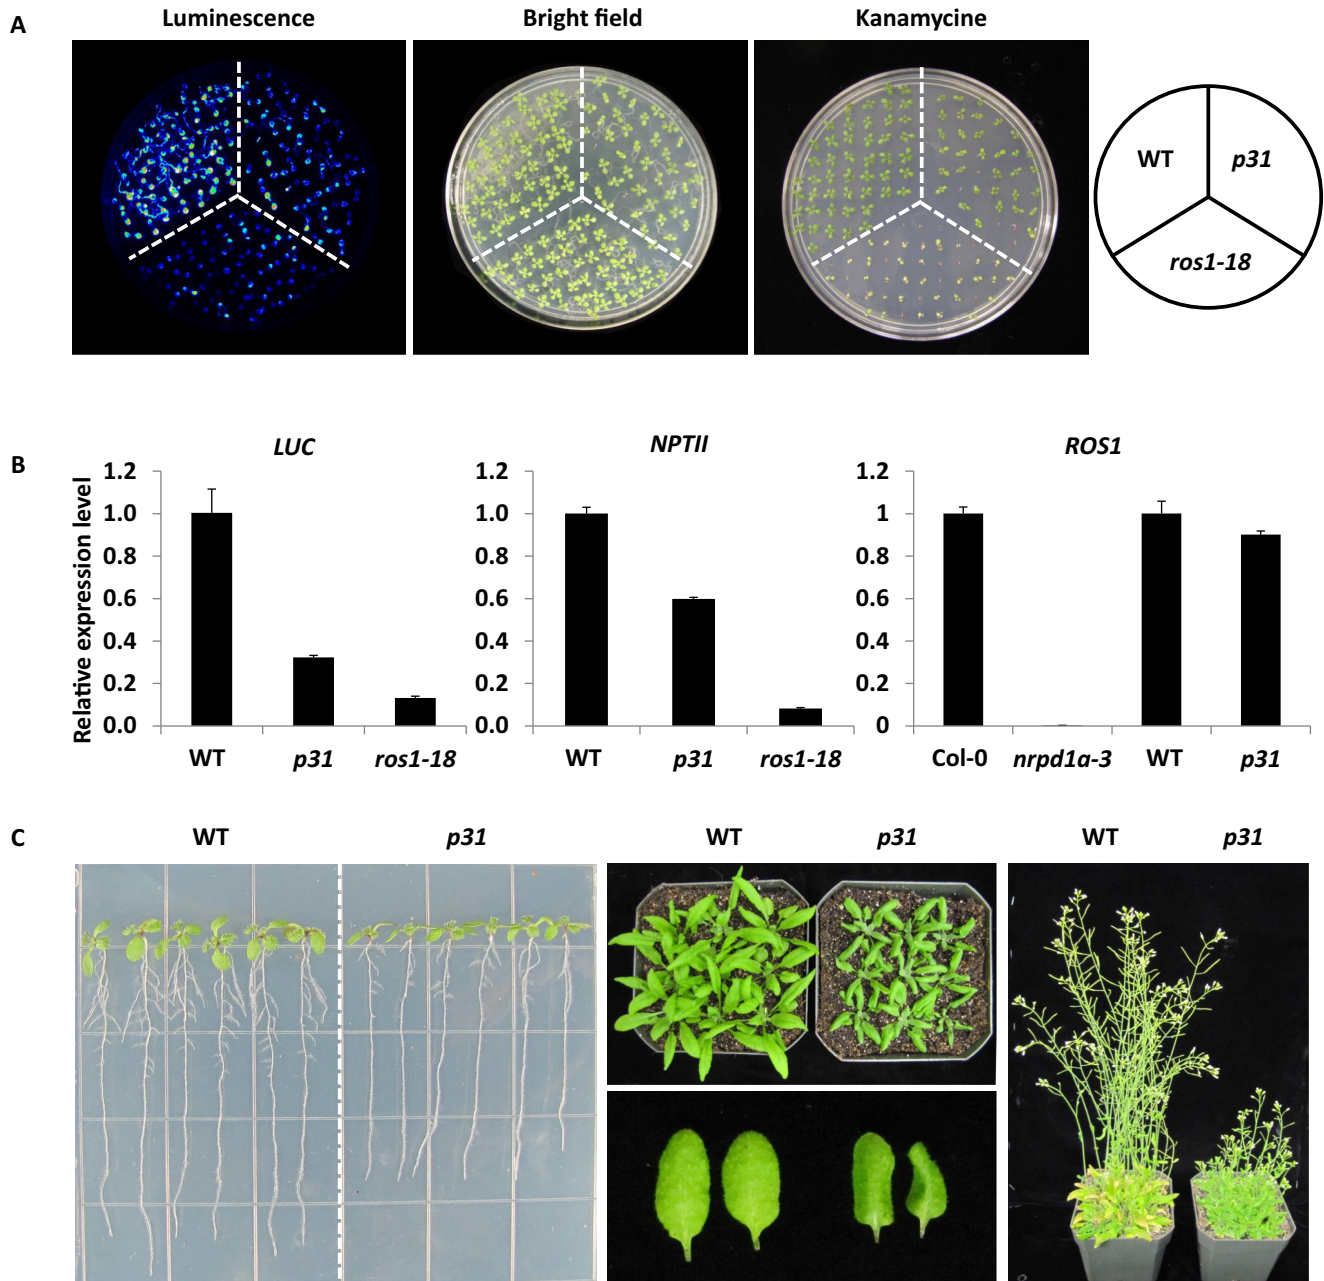 A
Luminescence
Bright field
Kanamycine
WT
p31
ros1-18
B
LUC
NPTII
ROS1
Relative expression level
1.2
1.0
0.8
0.6
0.4
0.2
0.0
WT
p31
ros1-18
1.2
1.0
0.8
0.6
0.4
0.2
0.0
WT
p31
ros1-18
1.2
1
0.8
0.6
0.4
0.2
0
Col-0
nrpd1a-3
WT
p31
C
WT
p31
WT
p31
WT
p31